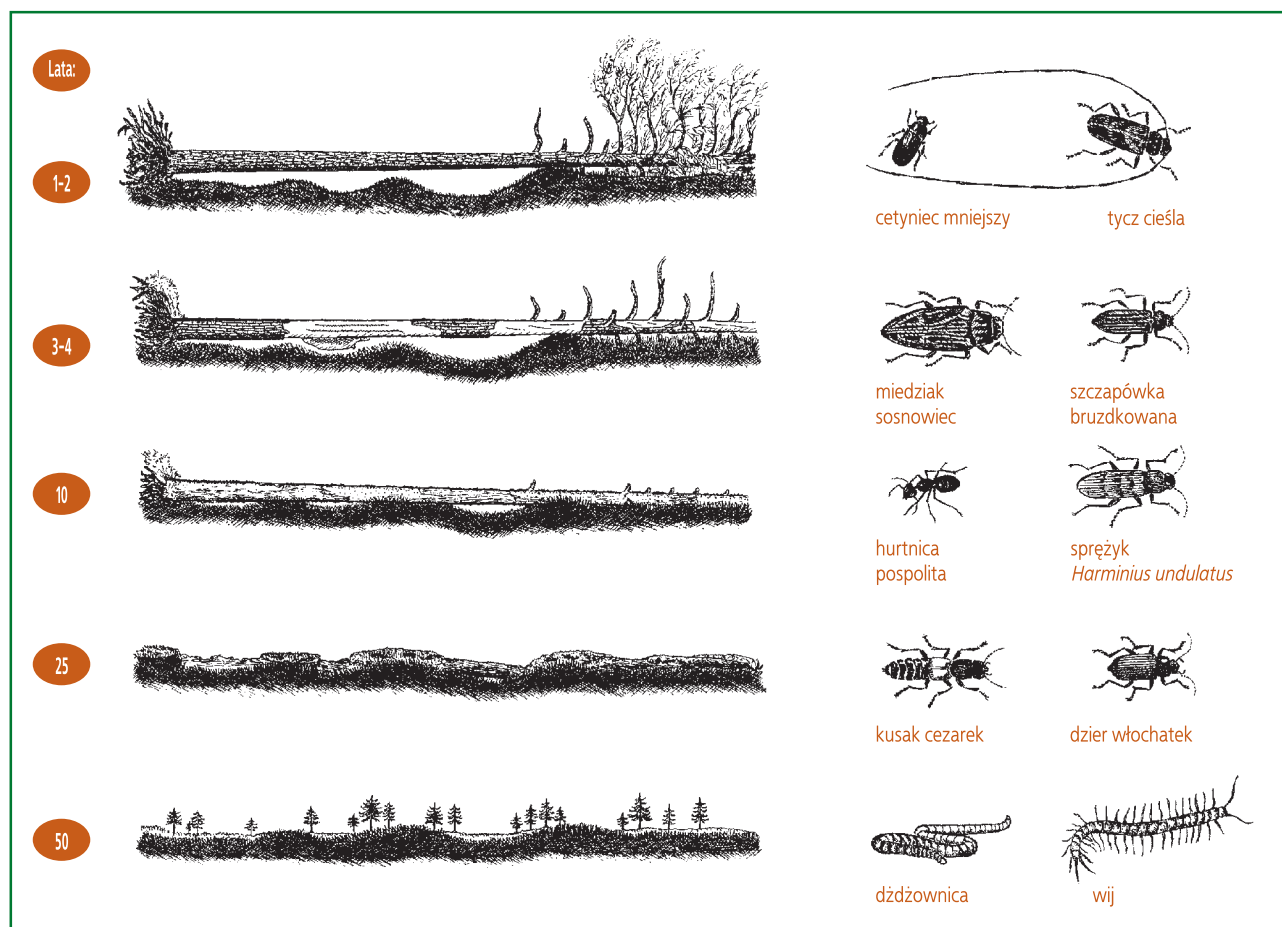 Lata:
1-2
cetyniec mniejszy
tycz cieśla
3-4
miedziak
sosnowiec
szczapówka
bruzdkowana
10
hurtnica
pospolita
sprężyk
Harminius undulatus
25
kusak cezarek
dzier włochatek
50
dżdżownica
wij